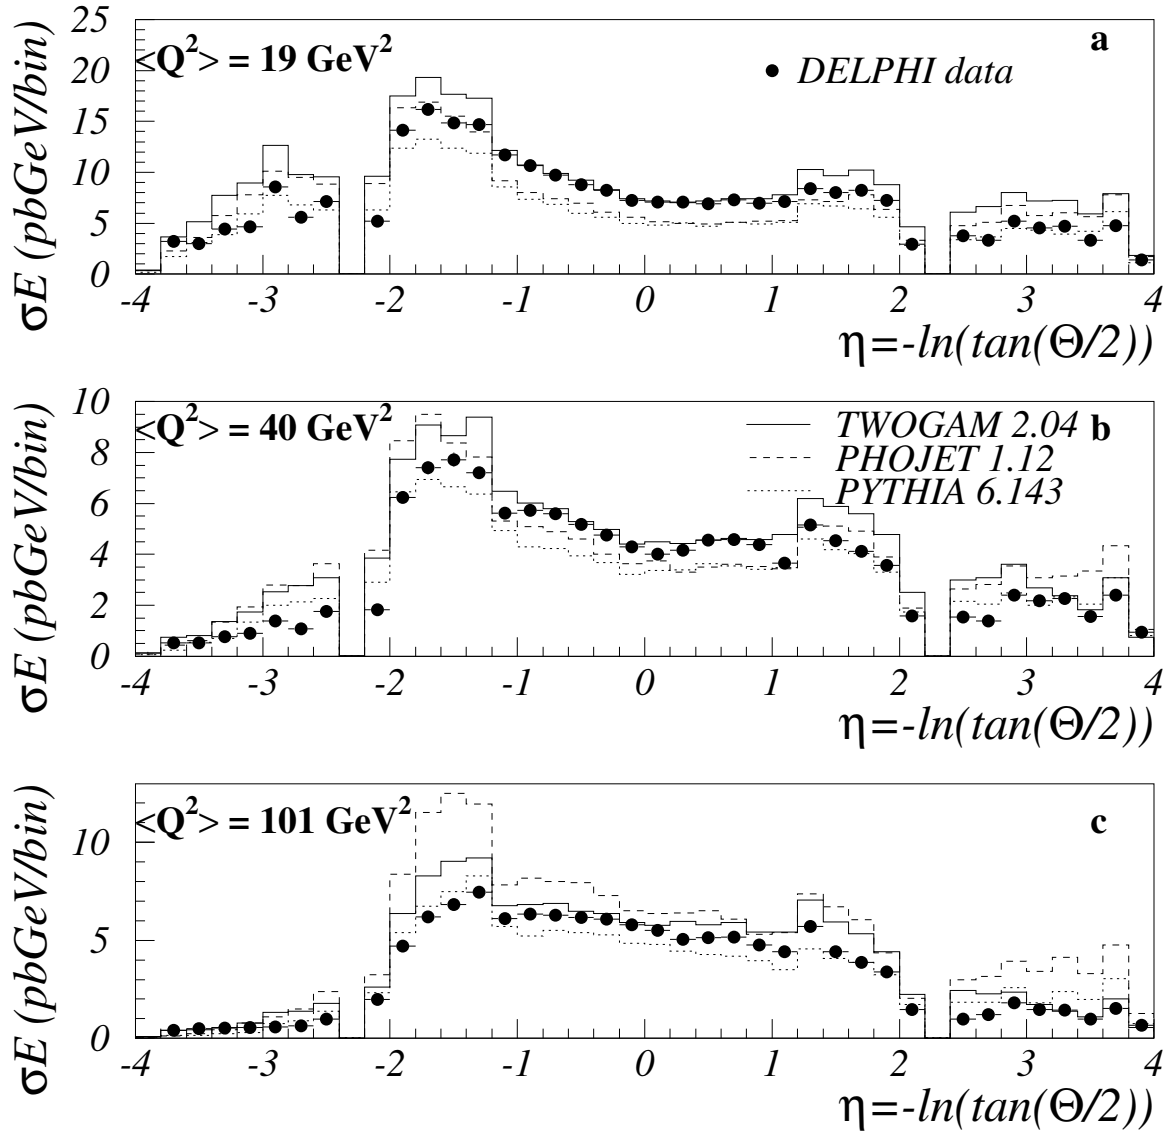 σE (pbGeV/bin)
25
20
15
10
5
0
<Q²> = 19 GeV²
a
● DELPHI data
-4 -3 -2 -1 0 1 2 3 4
η=-ln(tan(Θ/2))
σE (pbGeV/bin)
10
8
6
4
2
0
<Q²> = 40 GeV²
TWOGAM 2.04 b
PHOJET 1.12
PYTHIA 6.143
-4 -3 -2 -1 0 1 2 3 4
η=-ln(tan(Θ/2))
σE (pbGeV/bin)
10
5
0
<Q²> = 101 GeV²
c
-4 -3 -2 -1 0 1 2 3 4
η=-ln(tan(Θ/2))